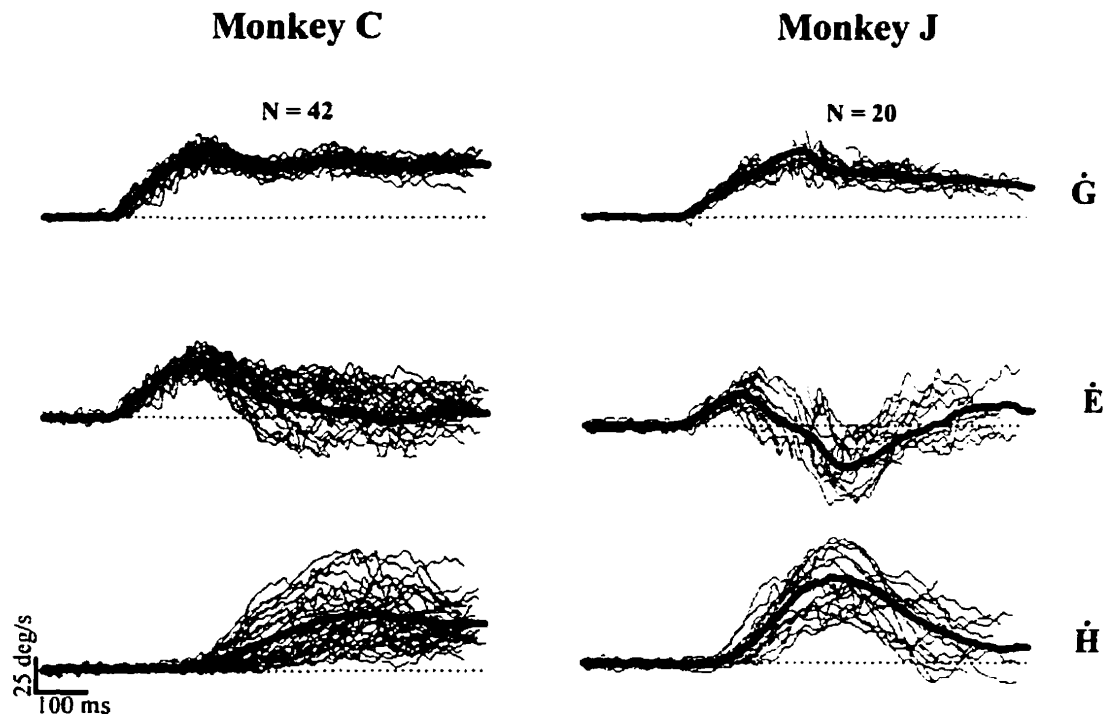 Monkey C Monkey J
N = 42 N = 20
Ġ
Ė
Ḣ
25 deg/s
100 ms